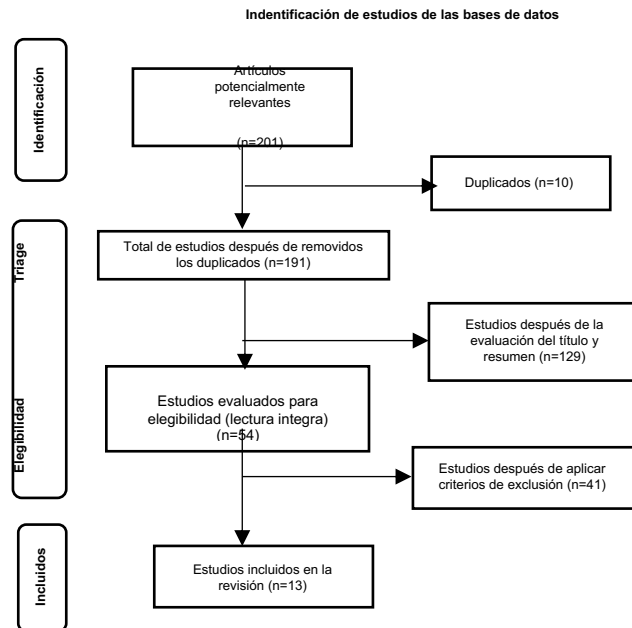 Indentificación de estudios de las bases de datos
Identificación
Artículos
potencialmente
relevantes
(n=201)
Duplicados (n=10)
Triage
Total de estudios después de removidos
los duplicados (n=191)
Estudios después de la
evaluación del título y
resumen (n=129)
Elegibilidad
Estudios evaluados para
elegibilidad (lectura integra)
(n=54)
Estudios después de aplicar
criterios de exclusión (n=41)
Incluidos
Estudios incluidos en la
revisión (n=13)